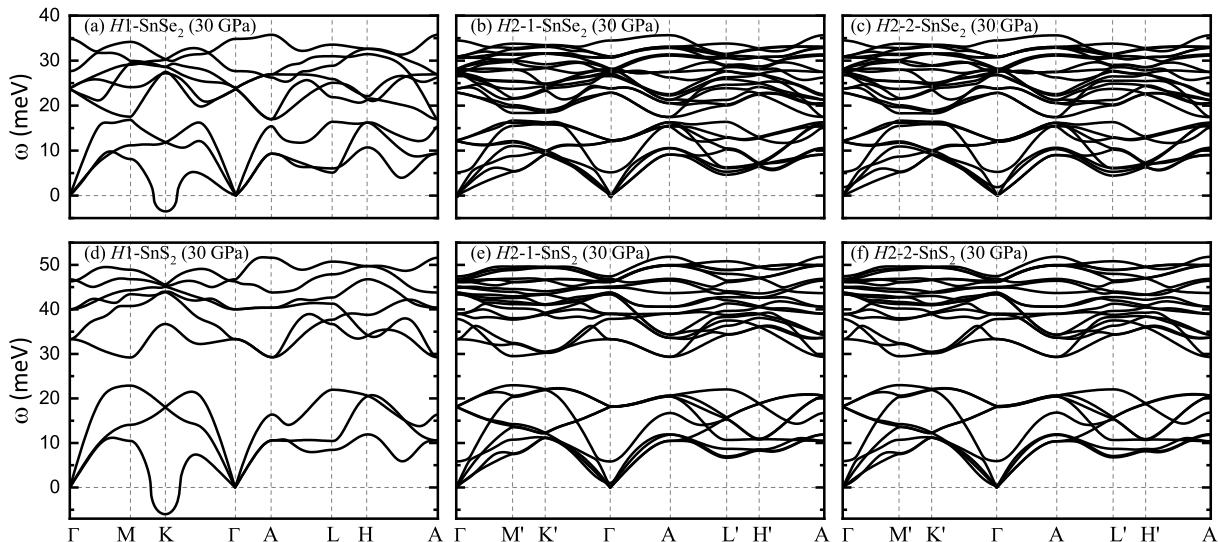 (a) H1-SnSe₂ (30 GPa)
(b) H2-1-SnSe₂ (30 GPa)
(c) H2-2-SnSe₂ (30 GPa)
40
30
20
10
0
ω (meV)
(d) H1-SnS₂ (30 GPa)
(e) H2-1-SnS₂ (30 GPa)
(f) H2-2-SnS₂ (30 GPa)
50
40
30
20
10
0
ω (meV)
Γ M K Γ A L H A
Γ M' K' Γ A L' H' A
Γ M' K' Γ A L' H' A